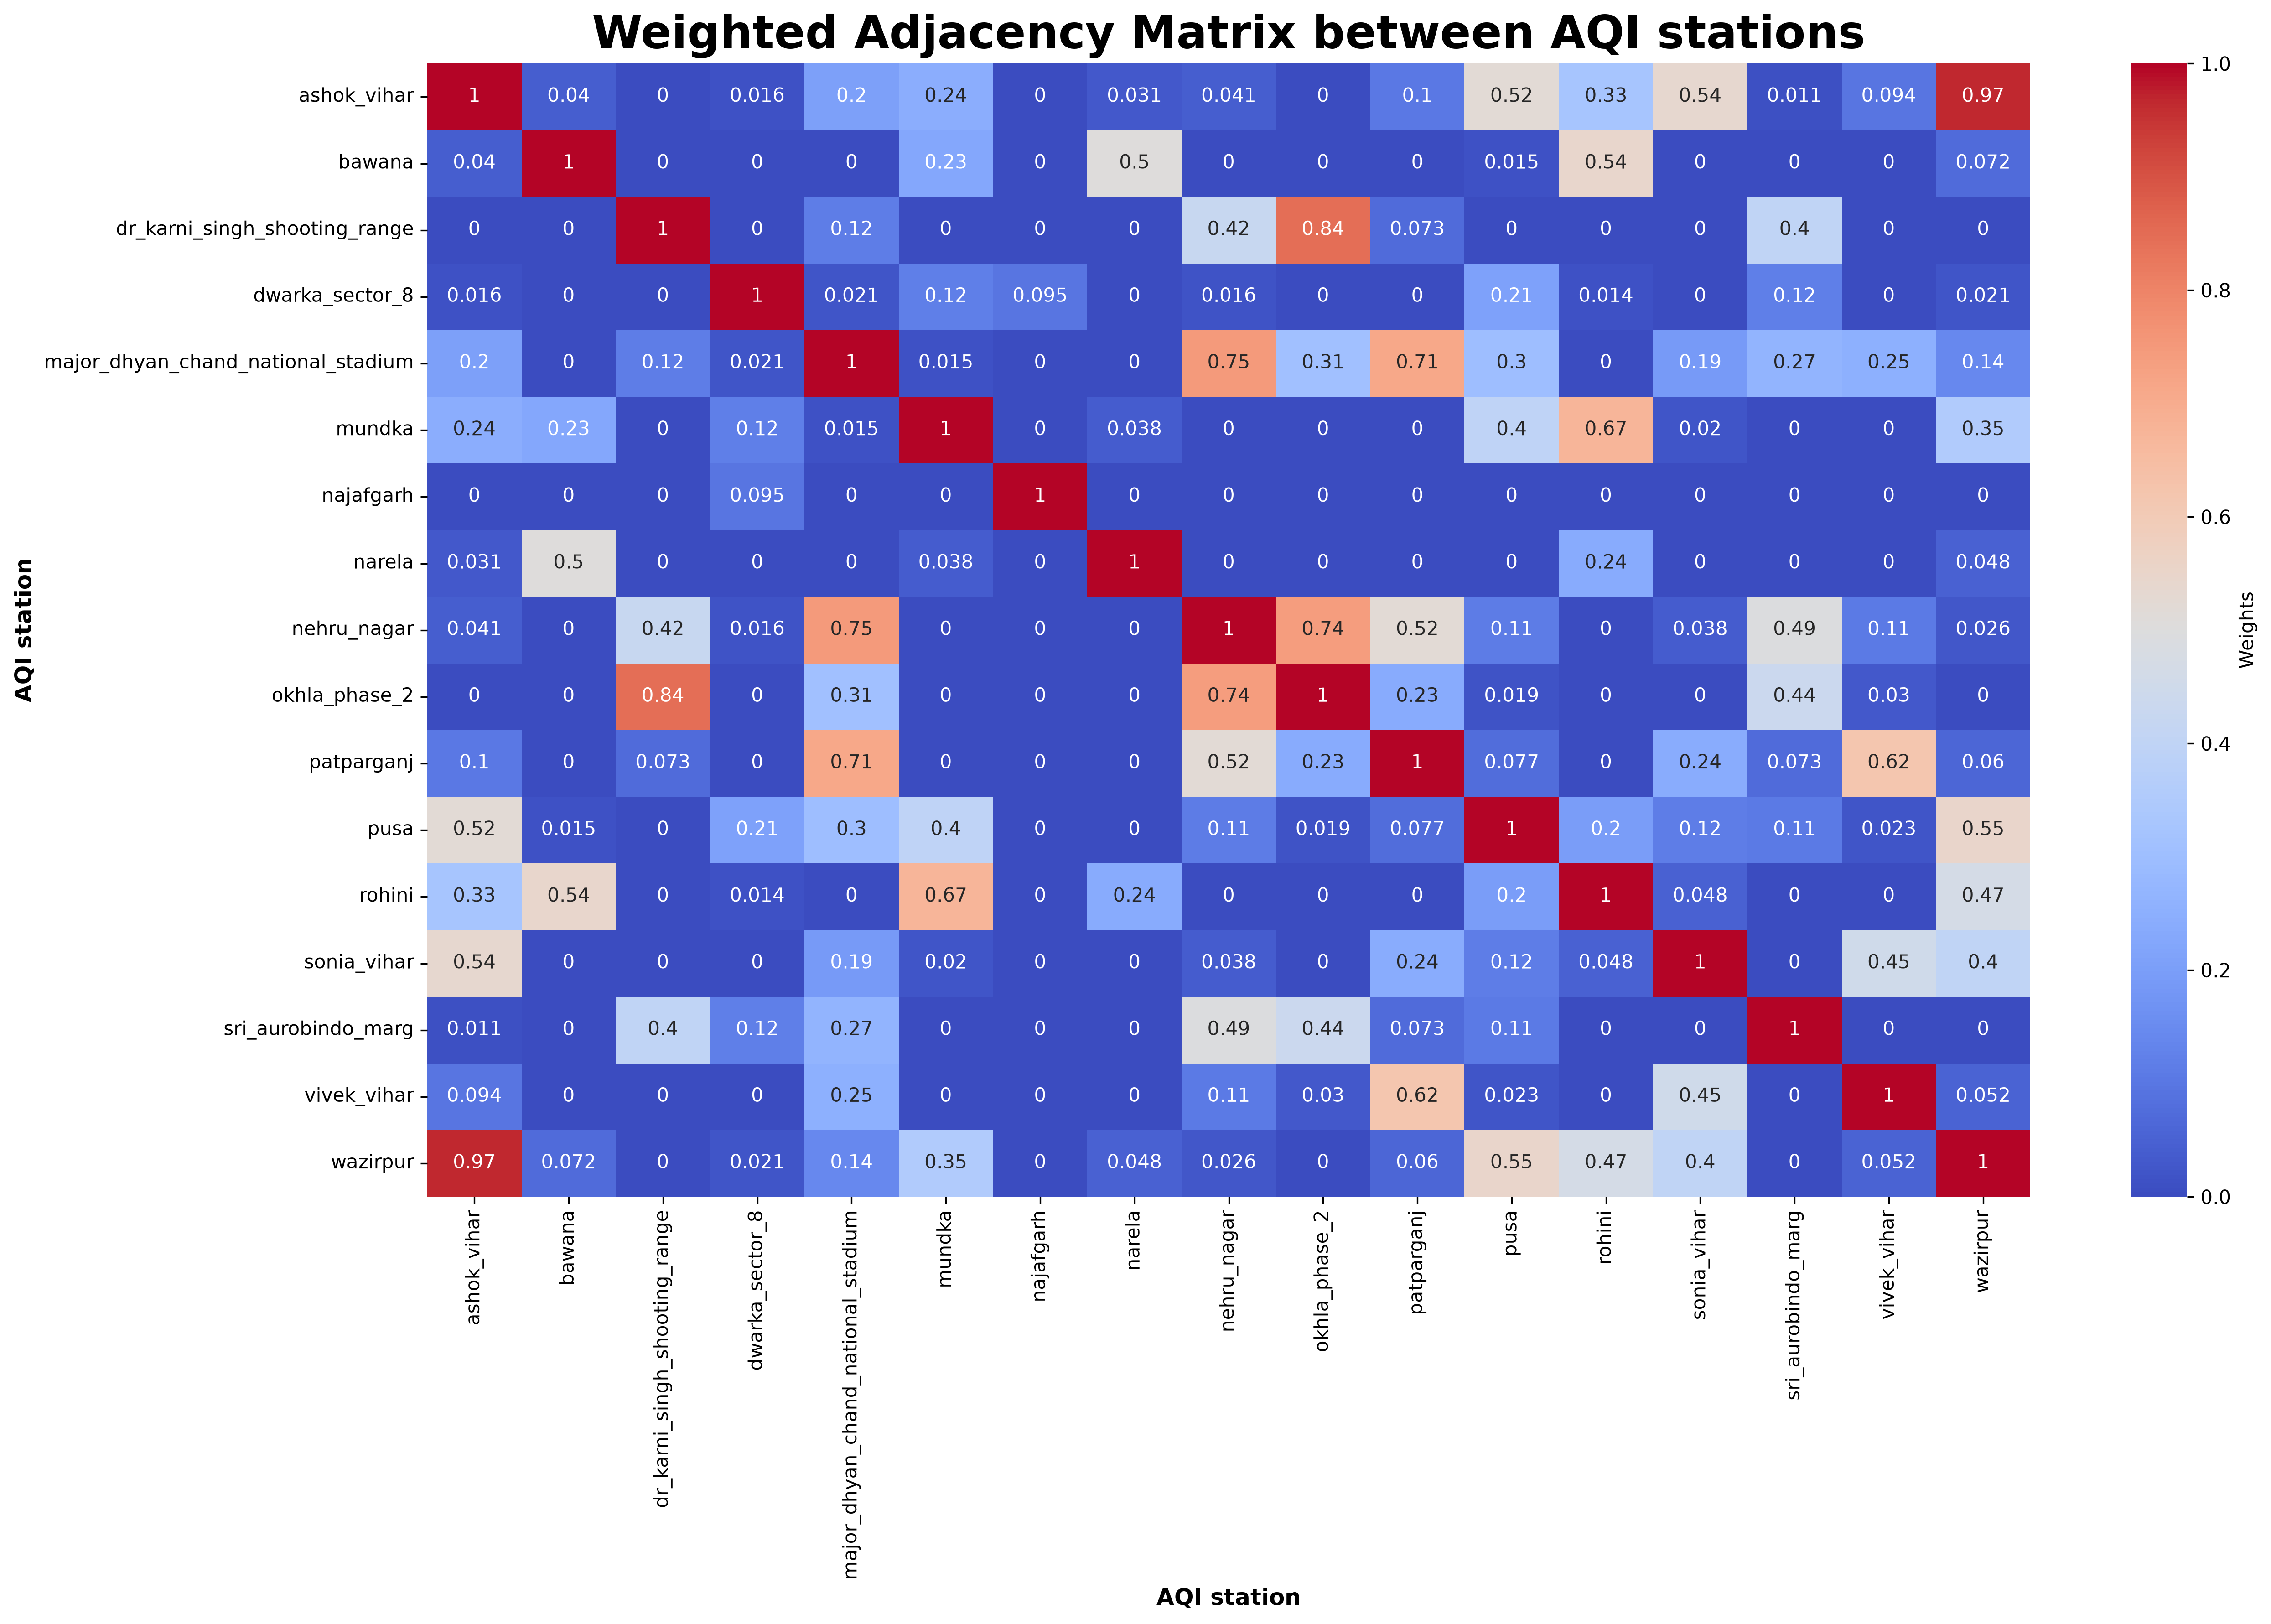 Weighted Adjacency Matrix between AQI stations
ashok_vihar 1 0.04 0 0.016 0.2 0.24 0 0.031 0.041 0 0.1 0.52 0.33 0.54 0.011 0.094 0.97
bawana 0.04 1 0 0 0 0.23 0 0.5 0 0 0 0.015 0.54 0 0 0 0.072
dr_karni_singh_shooting_range 0 0 1 0 0.12 0 0 0 0.42 0.84 0.073 0 0 0 0.4 0 0
dwarka_sector_8 0.016 0 0 1 0.021 0.12 0.095 0 0.016 0 0 0.21 0.014 0 0.12 0 0.021
major_dhyan_chand_national_stadium 0.2 0 0.12 0.021 1 0.015 0 0 0.75 0.31 0.71 0.3 0 0.19 0.27 0.25 0.14
mundka 0.24 0.23 0 0.12 0.015 1 0 0.038 0 0 0 0.4 0.67 0.02 0 0 0.35
najafgarh 0 0 0 0.095 0 0 1 0 0 0 0 0 0 0 0 0 0
narela 0.031 0.5 0 0 0 0.038 0 1 0 0 0 0 0.24 0 0 0 0.048
nehru_nagar 0.041 0 0.42 0.016 0.75 0 0 0 1 0.74 0.52 0.11 0 0.038 0.49 0.11 0.026
okhla_phase_2 0 0 0.84 0 0.31 0 0 0 0.74 1 0.23 0.019 0 0 0.44 0.03 0
patparganj 0.1 0 0.073 0 0.71 0 0 0 0.52 0.23 1 0.077 0 0.24 0.073 0.62 0.06
pusa 0.52 0.015 0 0.21 0.3 0.4 0 0 0.11 0.019 0.077 1 0.2 0.12 0.11 0.023 0.55
rohini 0.33 0.54 0 0.014 0 0.67 0 0.24 0 0 0 0.2 1 0.048 0 0 0.47
sonia_vihar 0.54 0 0 0 0.19 0.02 0 0 0.038 0 0.24 0.12 0.048 1 0 0.45 0.4
sri_aurobindo_marg 0.011 0 0.4 0.12 0.27 0 0 0 0.49 0.44 0.073 0.11 0 0 1 0 0
vivek_vihar 0.094 0 0 0 0.25 0 0 0 0.11 0.03 0.62 0.023 0 0.45 0 1 0.052
wazirpur 0.97 0.072 0 0.021 0.14 0.35 0 0.048 0.026 0 0.06 0.55 0.47 0.4 0 0.052 1
AQI station
ashok_vihar
bawana
dr_karni_singh_shooting_range
dwarka_sector_8
major_dhyan_chand_national_stadium
mundka
najafgarh
narela
nehru_nagar
okhla_phase_2
patparganj
pusa
rohini
sonia_vihar
sri_aurobindo_marg
vivek_vihar
wazirpur
AQI station
1.0
0.8
0.6
0.4
0.2
0.0
Weights